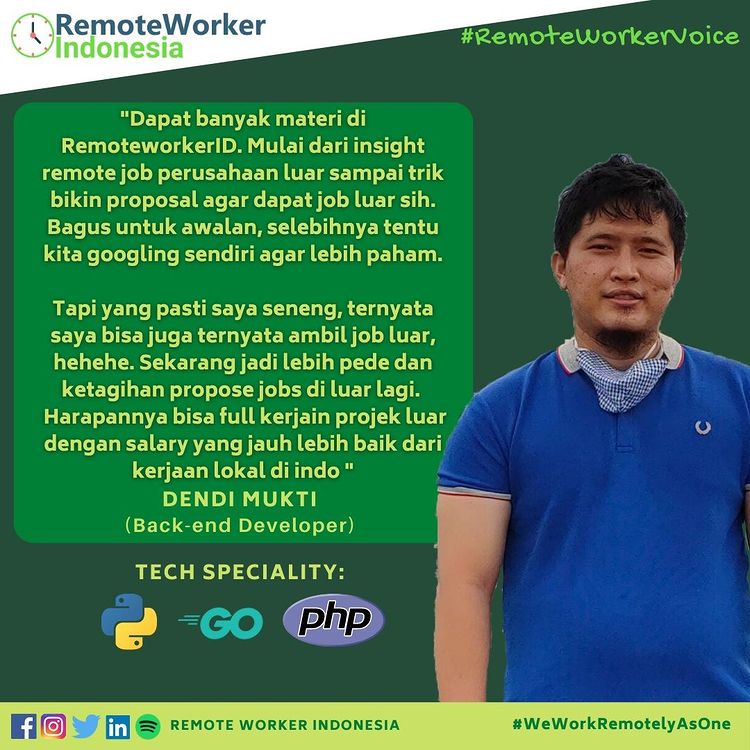 RemoteWorker
Indonesia
#RemoteWorkerVoice
"Dapat banyak materi di
RemoteworkerID. Mulai dari insight
remote job perusahaan luar sampai trik
bikin proposal agar dapat job luar sih.
Bagus untuk awalan, selebihnya tentu
kita googling sendiri agar lebih paham.
Tapi yang pasti saya seneng, ternyata
saya bisa juga ternyata ambil job luar,
hehehe. Sekarang jadi lebih pede dan
ketagihan propose jobs di luar lagi.
Harapannya bisa full kerjain projek luar
dengan salary yang jauh lebih baik dari
kerjaan lokal di indo "
DENDI MUKTI
(Back-end Developer)
TECH SPECIALITY:
GO
php
REMOTE WORKER INDONESIA
#WeWorkRemotelyAsOne